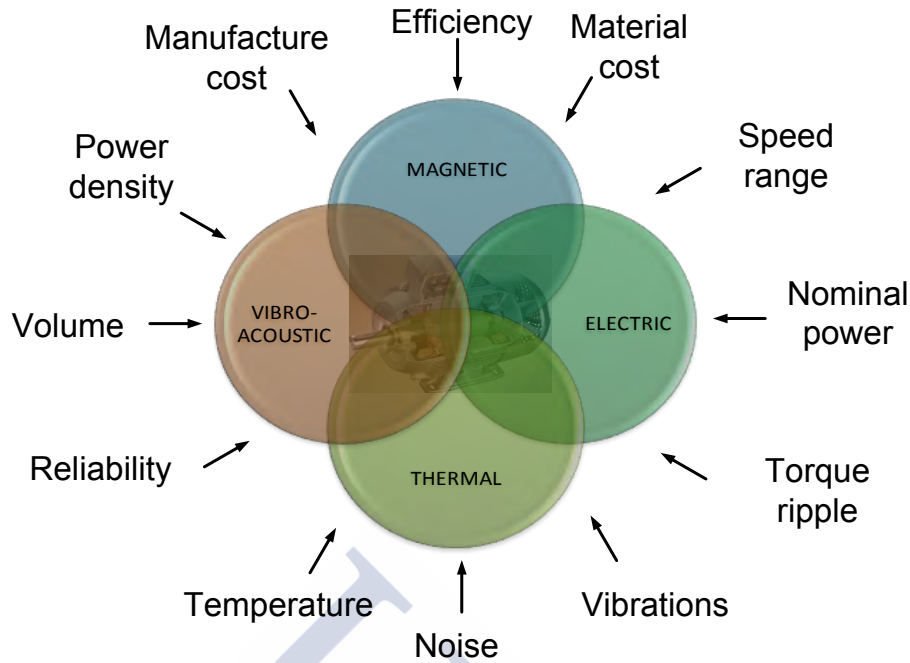 Efficiency
Manufacture
cost
Material
cost
Power
density
Speed
range
MAGNETIC
Volume
VIBRO-
ACOUSTIC
ELECTRIC
Nominal
power
Reliability
THERMAL
Torque
ripple
Temperature
Noise
Vibrations